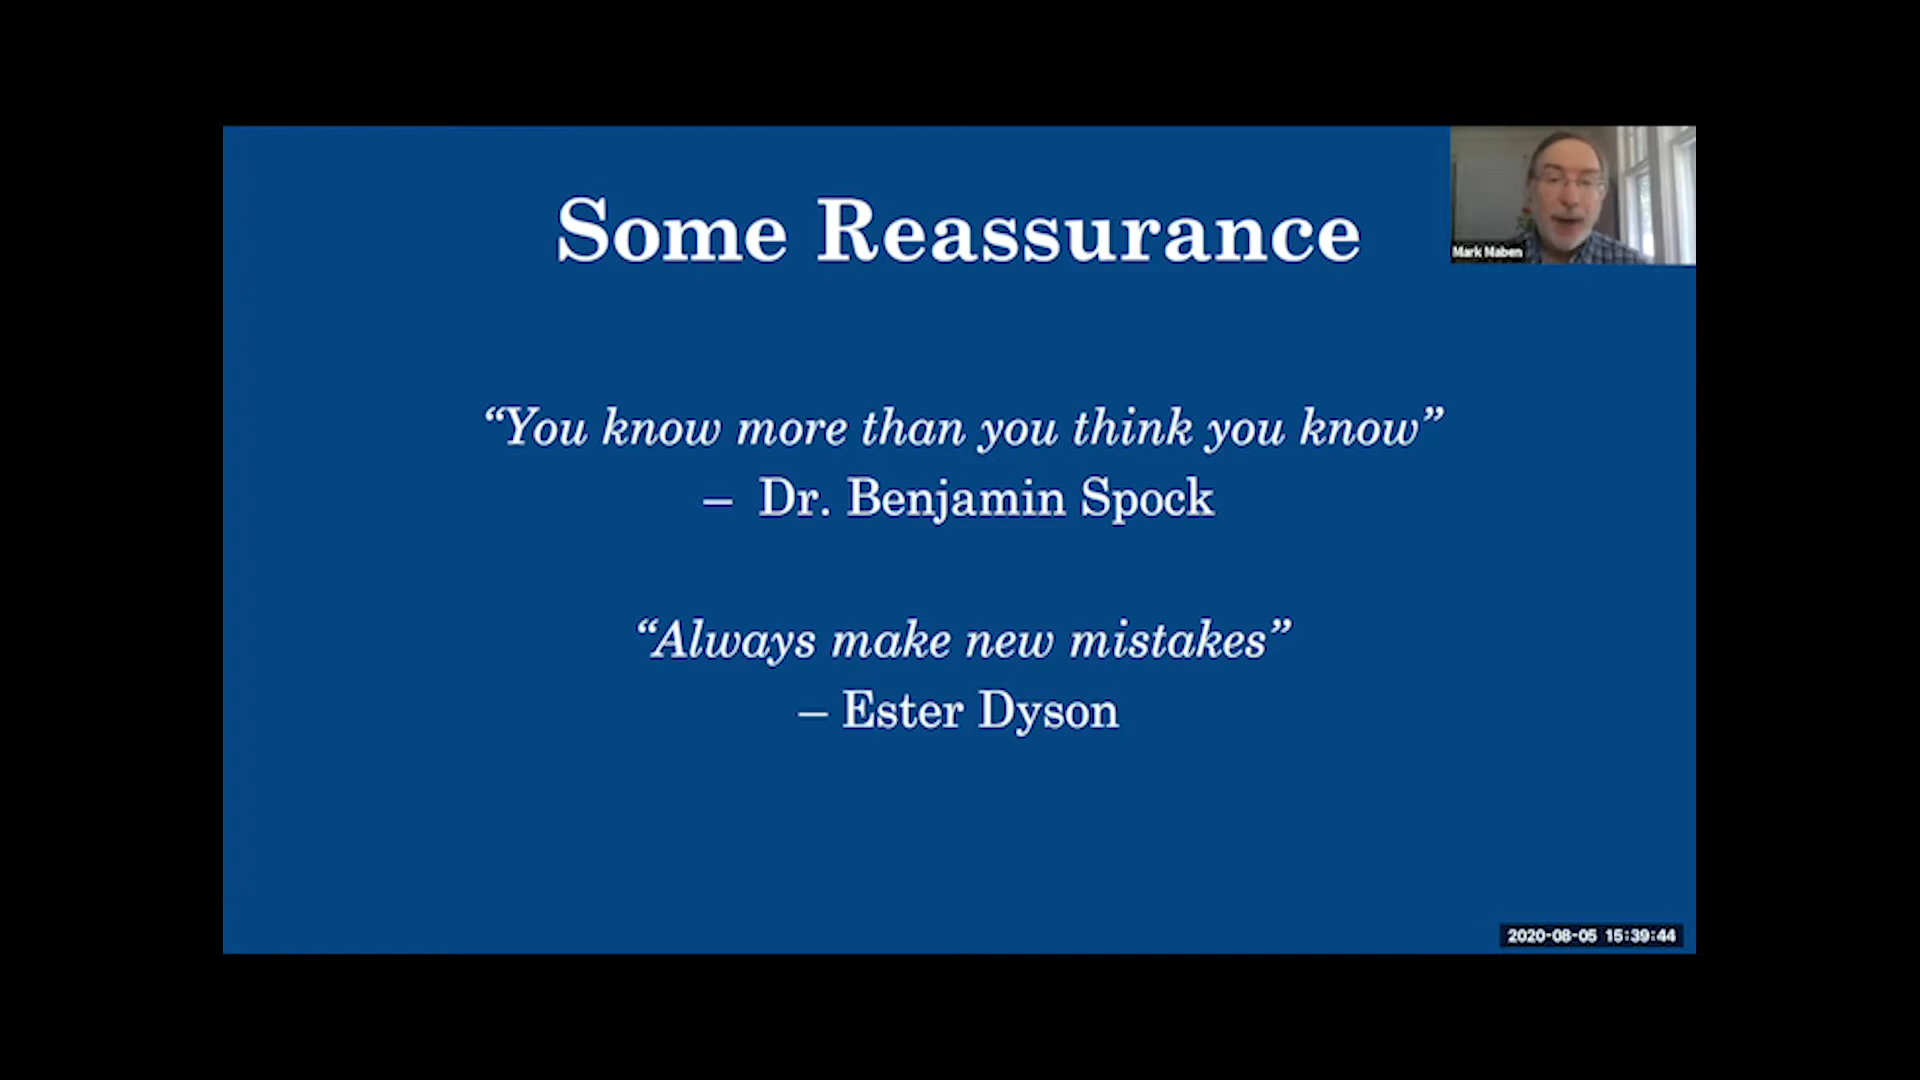 Some Reassurance
Mark Maben
“You know more than you think you know”
– Dr. Benjamin Spock
“Always make new mistakes”
– Ester Dyson
2020-08-05 15:39:44